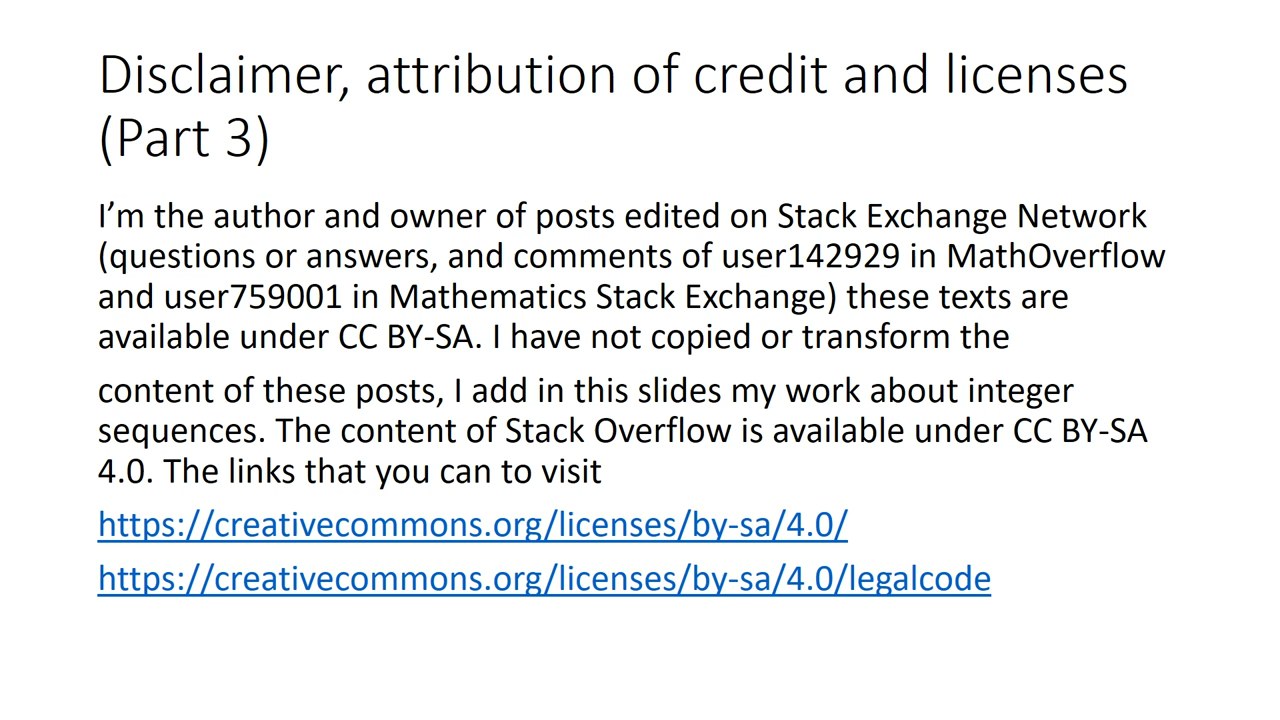 Disclaimer, attribution of credit and licenses
(Part 3)
I’m the author and owner of posts edited on Stack Exchange Network
(questions or answers, and comments of user142929 in MathOverflow
and user759001 in Mathematics Stack Exchange) these texts are
available under CC BY-SA. I have not copied or transform the
content of these posts, I add in this slides my work about integer
sequences. The content of Stack Overflow is available under CC BY-SA
4.0. The links that you can to visit
https://creativecommons.org/licenses/by-sa/4.0/
https://creativecommons.org/licenses/by-sa/4.0/legalcode